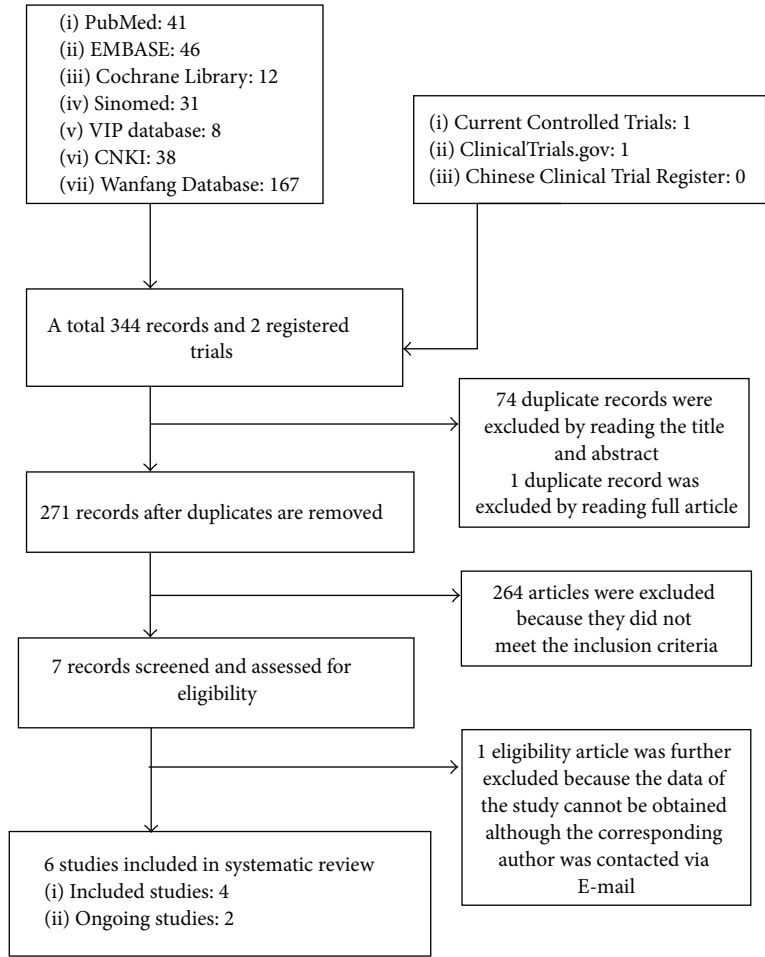 (i) PubMed: 41
(ii) EMBASE: 46
(iii) Cochrane Library: 12
(iv) Sinomed: 31
(v) VIP database: 8
(vi) CNKI: 38
(vii) Wanfang Database: 167
(i) Current Controlled Trials: 1
(ii) ClinicalTrials.gov: 1
(iii) Chinese Clinical Trial Register: 0
A total 344 records and 2 registered
trials
74 duplicate records were
excluded by reading the title
and abstract
1 duplicate record was
excluded by reading full article
271 records after duplicates are removed
264 articles were excluded
because they did not
meet the inclusion criteria
7 records screened and assessed for
eligibility
1 eligibility article was further
excluded because the data of
the study cannot be obtained
although the corresponding
author was contacted via
E-mail
6 studies included in systematic review
(i) Included studies: 4
(ii) Ongoing studies: 2